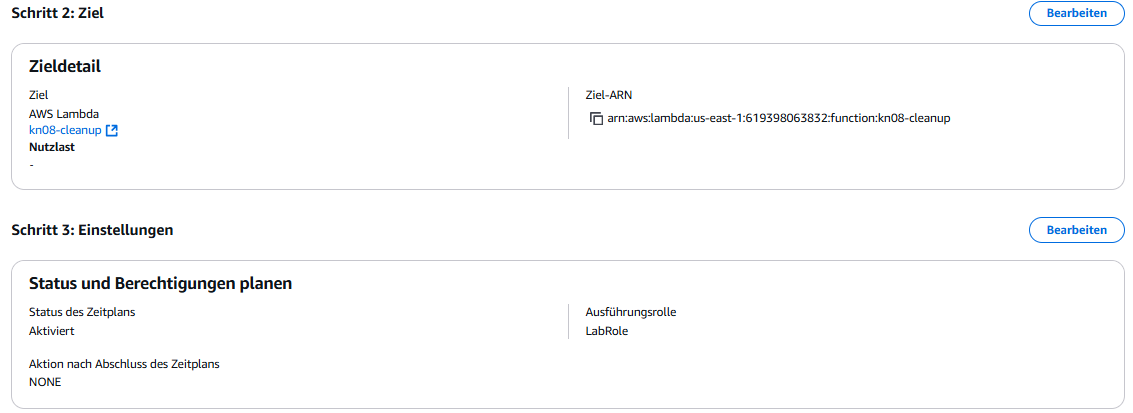 Schritt 2: Ziel
Bearbeiten
Zieldetail
Ziel
AWS Lambda
kn08-cleanup
Nutzlast
-
Ziel-ARN
arn:aws:lambda:us-east-1:619398063832:function:kn08-cleanup
Schritt 3: Einstellungen
Bearbeiten
Status und Berechtigungen planen
Status des Zeitplans
Aktiviert
Ausführungsrolle
LabRole
Aktion nach Abschluss des Zeitplans
NONE